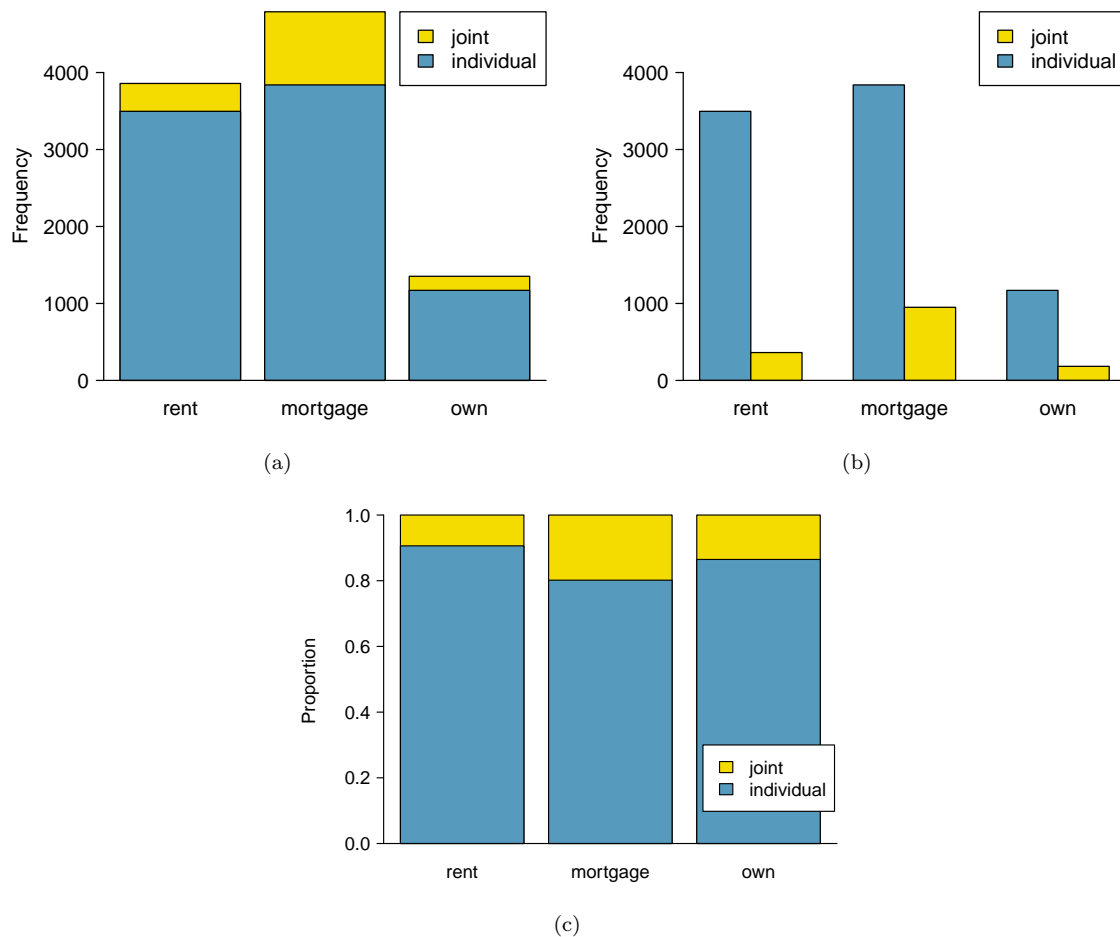 joint
individual
4000
3000
2000
1000
0
Frequency
rent
mortgage
own
(a)
joint
individual
4000
3000
2000
1000
0
Frequency
rent
mortgage
own
(b)
1.0
0.8
0.6
0.4
0.2
0.0
Proportion
joint
individual
rent
mortgage
own
(c)